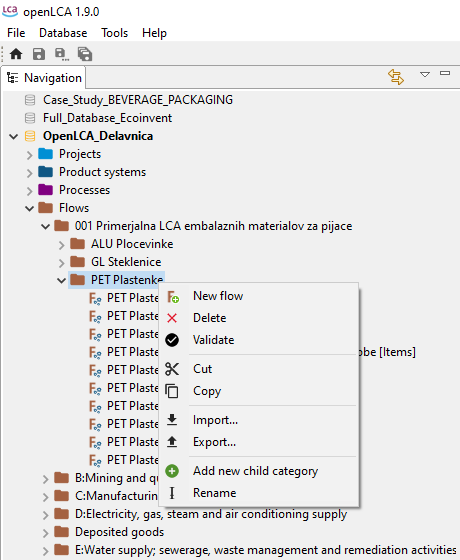 LCA openLCA 1.9.0
File Database Tools Help
Navigation
Case_Study_BEVERAGE_PACKAGING
Full_Database_Ecoinvent
OpenLCA_Delavnica
Projects
Product systems
Processes
Flows
001 Primerjalna LCA embalaznih materialov za pijace
ALU Plocevinke
GL Steklenice
PET Plastenke
PET Plaste
PET Plaste
PET Plaste
PET Plaste
obe [Items]
PET Plaste
PET Plaste
PET Plaste
PET Plaste
PET Plaste
PET Plaste
New flow
Delete
Validate
Cut
Copy
Import...
Export...
Add new child category
Rename
B:Mining and qu
C:Manufacturin
D:Electricity, gas, steam and air conditioning supply
Deposited goods
E:Water supply; sewerage, waste management and remediation activities